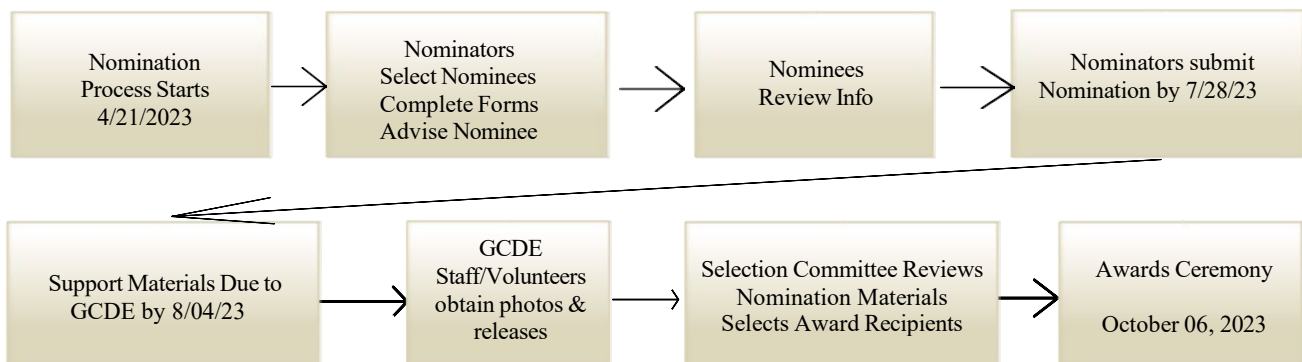 Nomination
Process Starts
4/21/2023
Nominators
Select Nominees
Complete Forms
Advise Nominee
Nominees
Review Info
Nominators submit
Nomination by 7/28/23
Support Materials Due to
GCDE by 8/04/23
GCDE
Staff/Volunteers
obtain photos &
releases
Selection Committee Reviews
Nomination Materials
Selects Award Recipients
Awards Ceremony
October 06, 2023